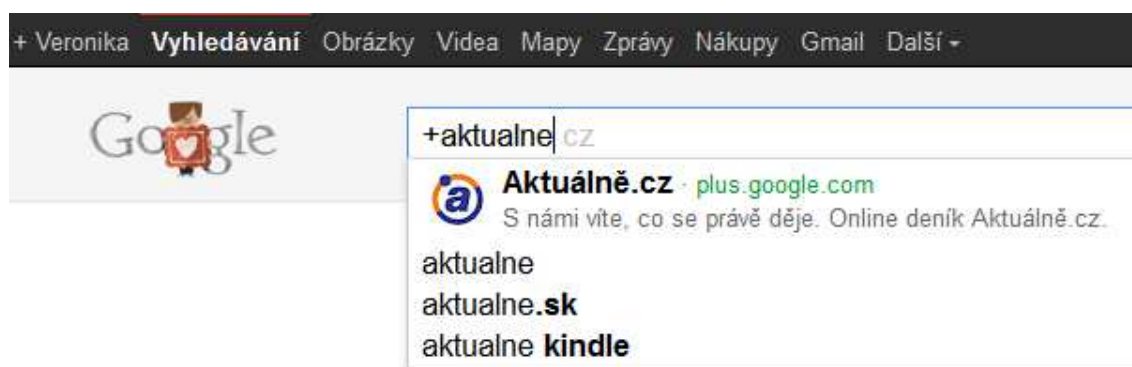 + Veronika Vyhledávání Obrázky Videa Mapy Zprávy Nákupy Gmail Další
Google
+aktualne cz
a Aktuálně.cz · plus.google.com
S námi víte, co se právě děje. Online deník Aktuálně.cz.
aktualne
aktualne.sk
aktualne kindle